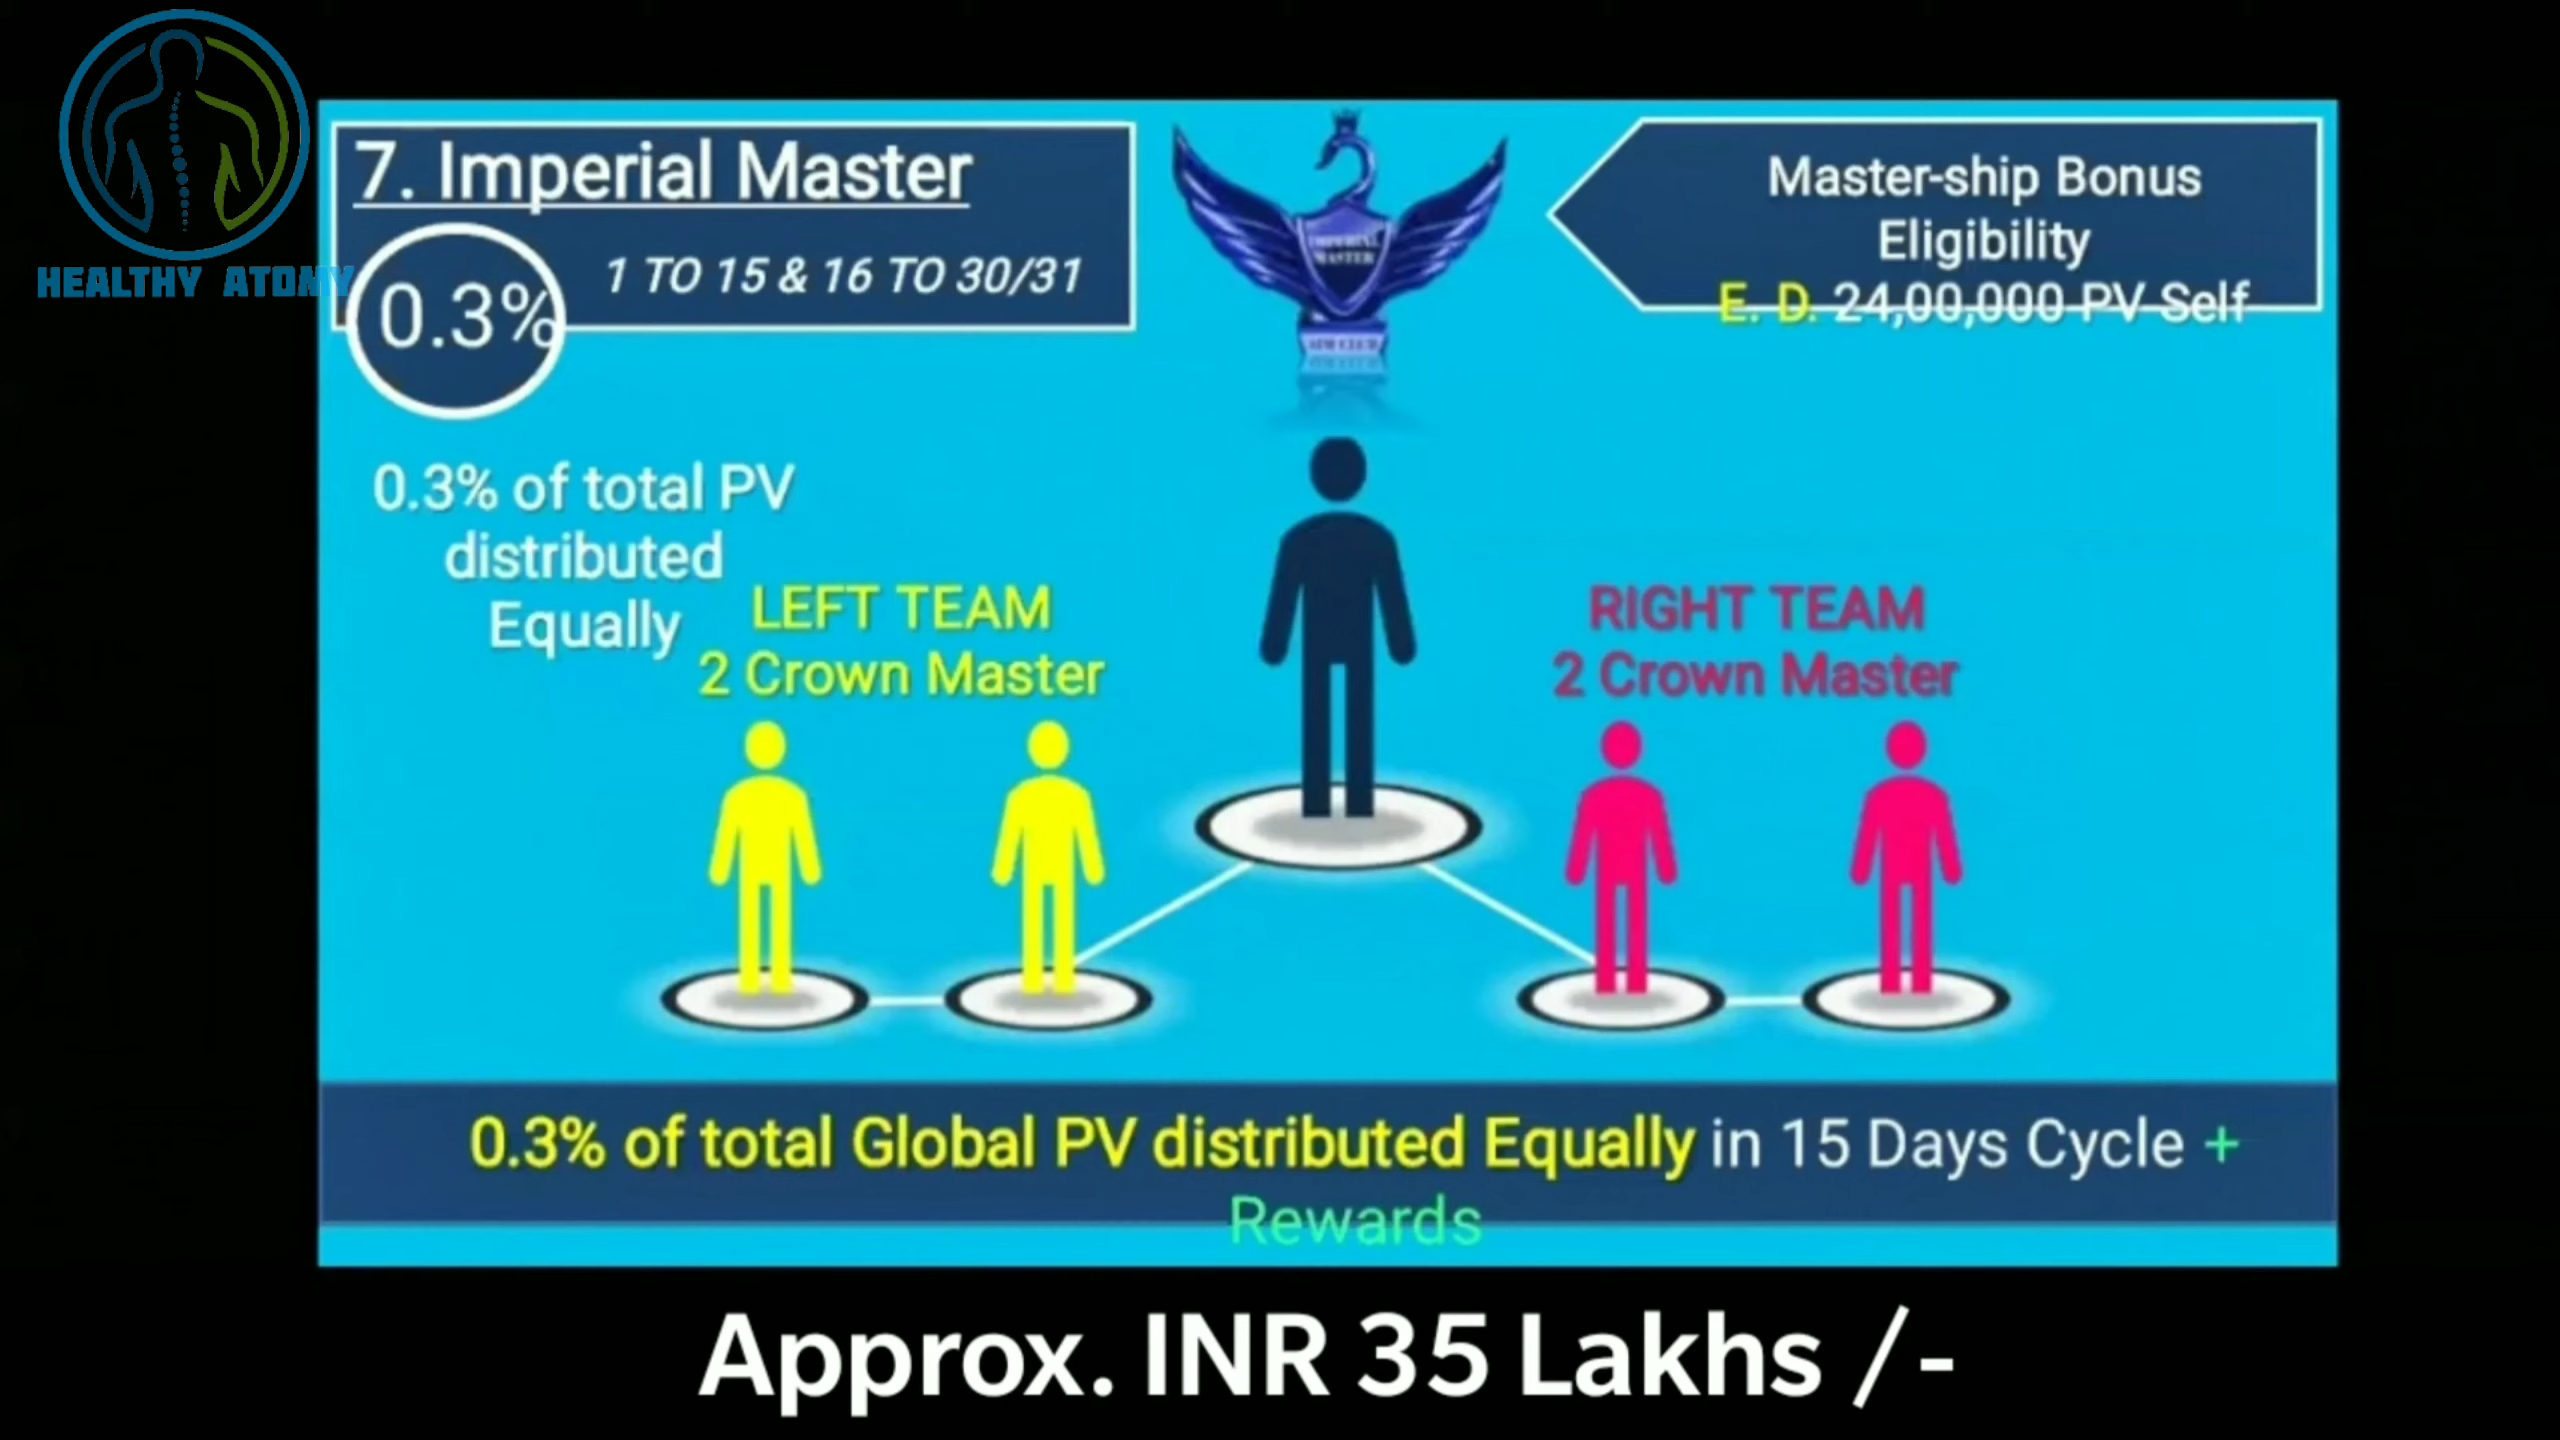 HEALTHY ATOMY
7. Imperial Master
0.3%
1 TO 15 & 16 TO 30/31
IMPERIAL
MASTER
Master-ship Bonus
Eligibility
E. D. 24,00,000 PV Self
0.3% of total PV
distributed
Equally
LEFT TEAM
2 Crown Master
RIGHT TEAM
2 Crown Master
0.3% of total Global PV distributed Equally in 15 Days Cycle +
Rewards
Approx. INR 35 Lakhs /-